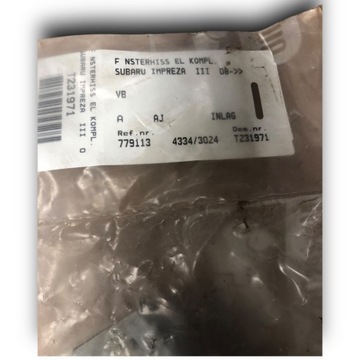 F NSTERHISS EL KOMPL.
SUBARU IMPREZA III 08->>
VB
A AJ INLAG
Ref.nr. Dem.nr.
779113 4334/3024 T231971
F NSTERHISS EL KOMPL.
SUBARU IMPREZA III 0
T231971